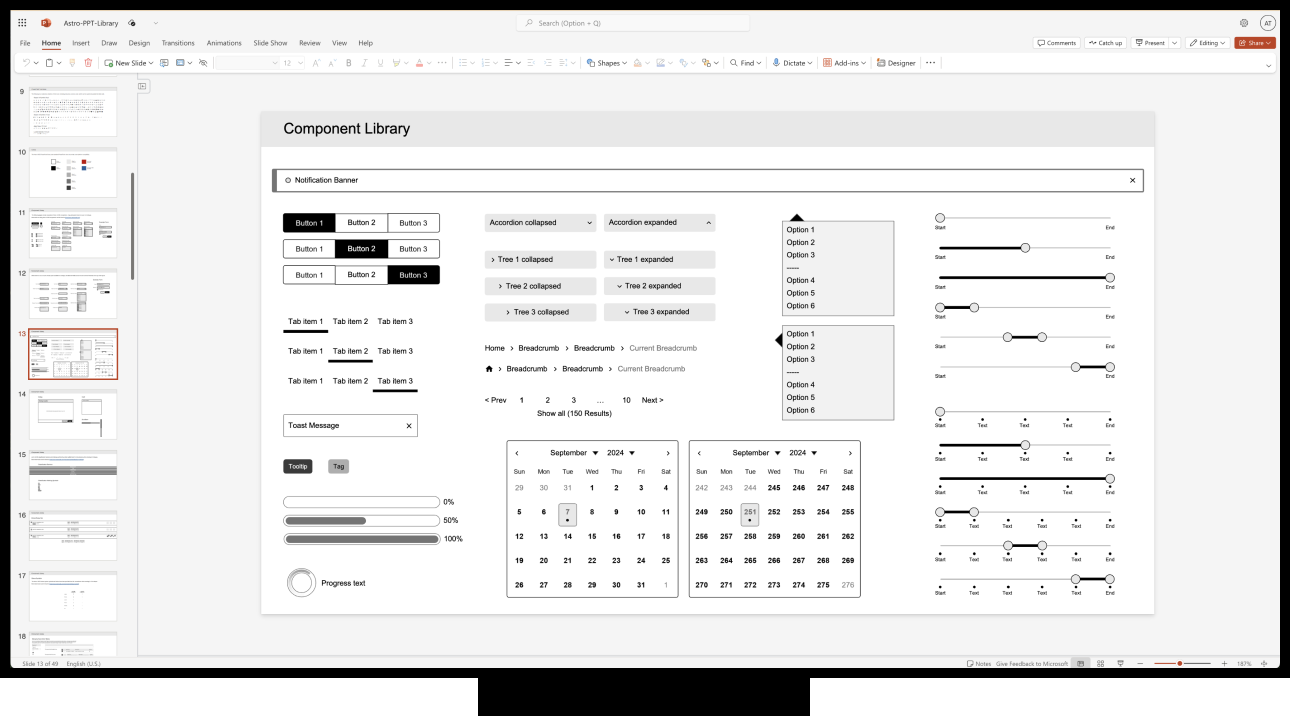 Astro-PPT-Library
Search (Option + Q)
AT
File Home Insert Draw Design Transitions Animations Slide Show Review View Help
Comments Catch up Present Editing Share
New Slide 12 B I U A Shapes Find Dictate Add-ins Designer
9
10
11
12
13
14
15
16
17
18
Component Library
Notification Banner
Button 1 Button 2 Button 3
Button 1 Button 2 Button 3
Button 1 Button 2 Button 3
Tab item 1 Tab item 2 Tab item 3
Tab item 1 Tab item 2 Tab item 3
Tab item 1 Tab item 2 Tab item 3
Toast Message
Tooltip Tag
0%
50%
100%
Progress text
Accordion collapsed Accordion expanded
> Tree 1 collapsed Tree 1 expanded
> Tree 2 collapsed Tree 2 expanded
> Tree 3 collapsed Tree 3 expanded
Home > Breadcrumb > Breadcrumb > Current Breadcrumb
> Breadcrumb > Breadcrumb > Current Breadcrumb
< Prev 1 2 3 ... 10 Next >
Show all (150 Results)
‹ September ▼ 2024 ▼ ›
Sun Mon Tue Wed Thu Fri Sat
29 30 31 1 2 3 4
5 6 7 8 9 10 11
12 13 14 15 16 17 18
19 20 21 22 23 24 25
26 27 28 29 30 31 1
‹ September ▼ 2024 ▼ ›
Sun Mon Tue Wed Thu Fri Sat
242 243 244 245 246 247 248
249 250 251 252 253 254 255
256 257 258 259 260 261 262
263 264 265 266 267 268 269
270 271 272 273 274 275 276
Option 1
Option 2
Option 3
-----
Option 4
Option 5
Option 6
Option 1
Option 2
Option 3
-----
Option 4
Option 5
Option 6
Start End
Start End
Start End
Start End
Start End
Start End
Start Text Text Text Text End
Start Text Text Text Text End
Start Text Text Text Text End
Start Text Text Text Text End
Start Text Text Text Text End
Start Text Text Text Text End
Slide 13 of 49 English (U.S.)
Notes Give Feedback to Microsoft 187%